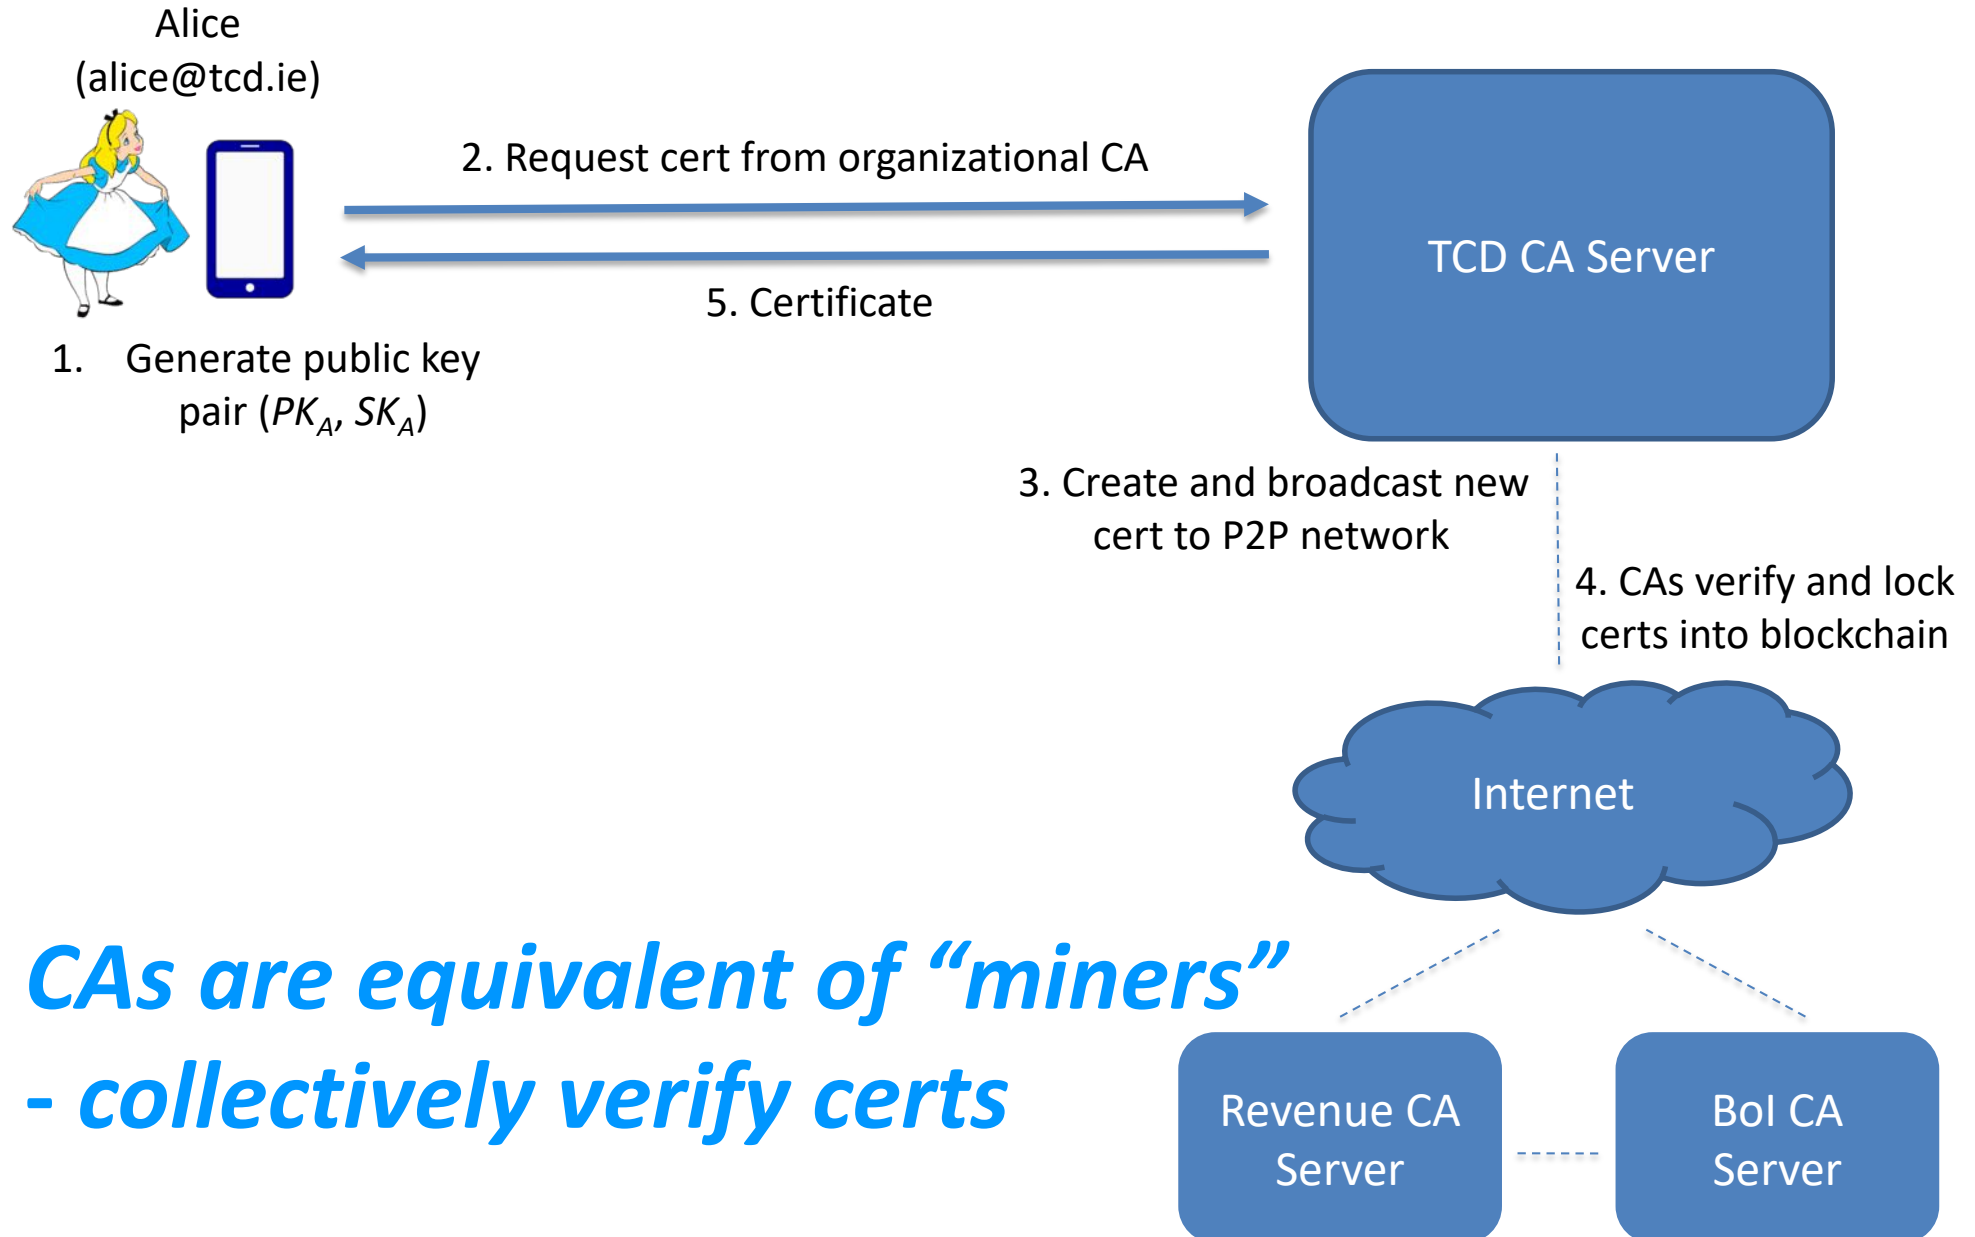 Alice
(alice@tcd.ie)
2. Request cert from organizational CA
TCD CA Server
5. Certificate
1. Generate public key
pair (PK_A, SK_A)
3. Create and broadcast new
cert to P2P network
4. CAs verify and lock
certs into blockchain
Internet
CAs are equivalent of “miners”
- collectively verify certs
Revenue CA
Server
BoI CA
Server